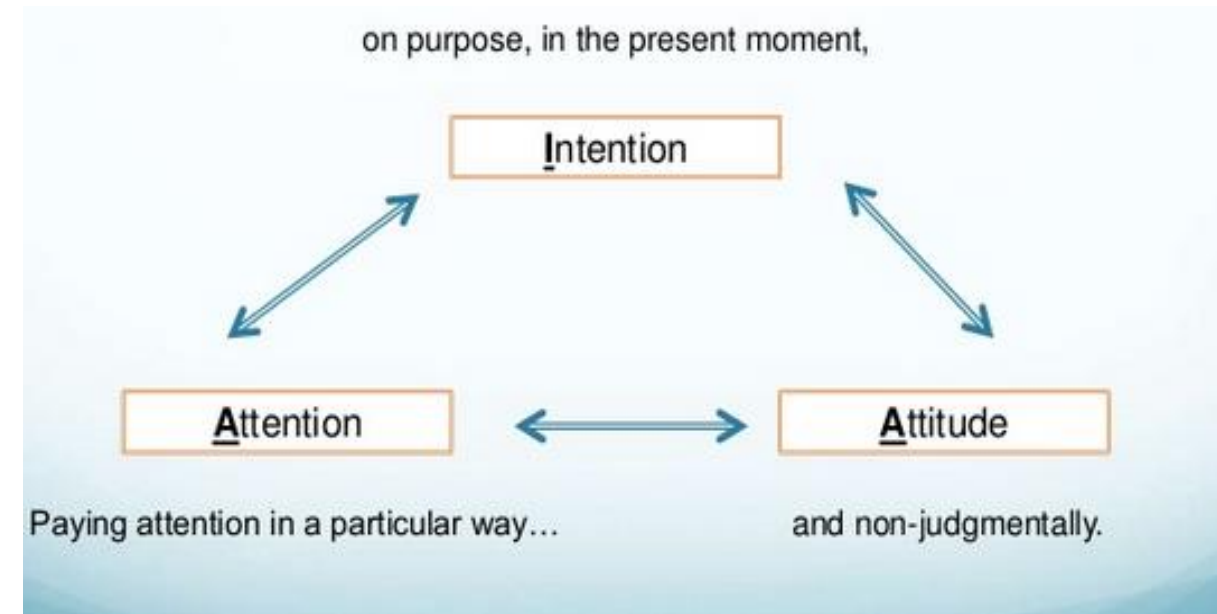 on purpose, in the present moment,
Intention
Attention
Attitude
Paying attention in a particular way…
and non-judgmentally.